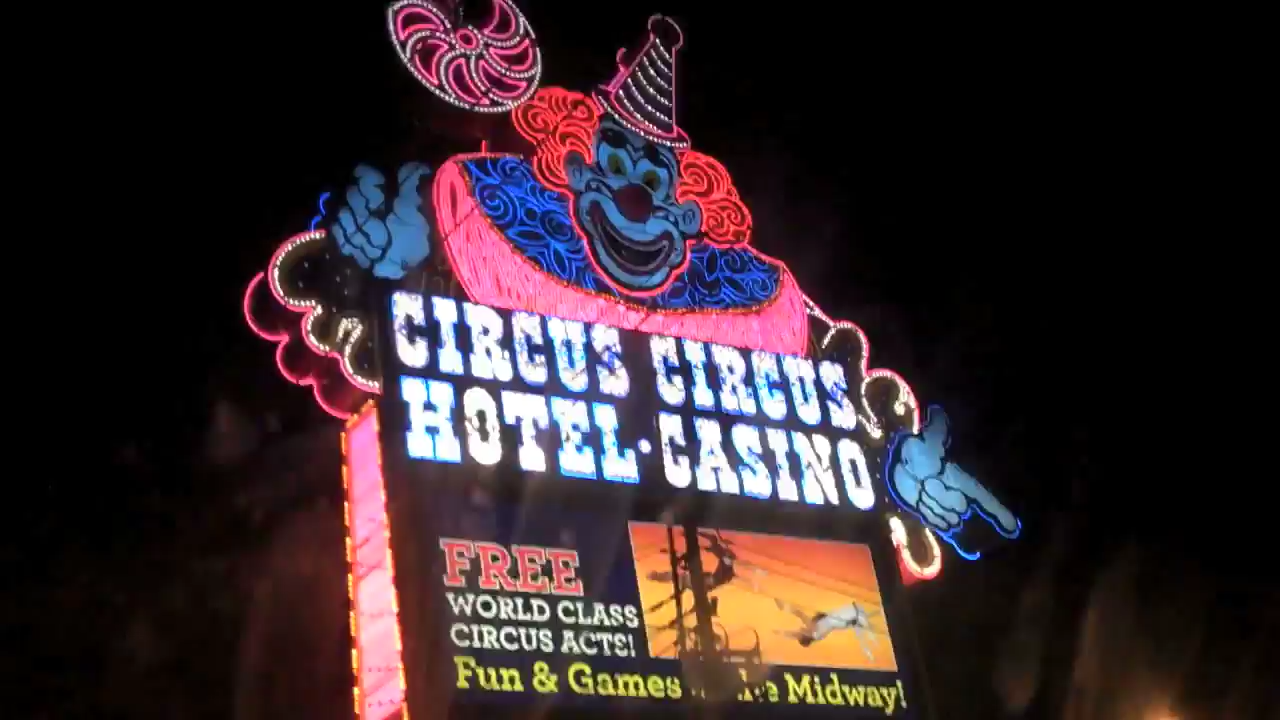 CIRCUS CIRCUS
HOTEL·CASINO
FREE
WORLD CLASS
CIRCUS ACTS!
Fun & Games Midway!